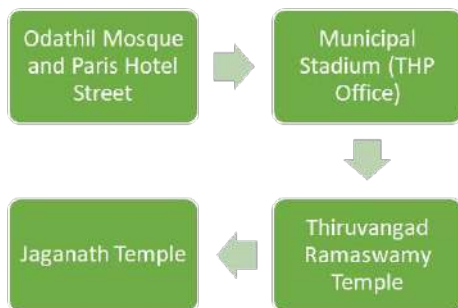 Odathil Mosque
and Paris Hotel
Street
Municipal
Stadium (THP
Office)
Thiruvangad
Ramaswamy
Temple
Jaganath Temple